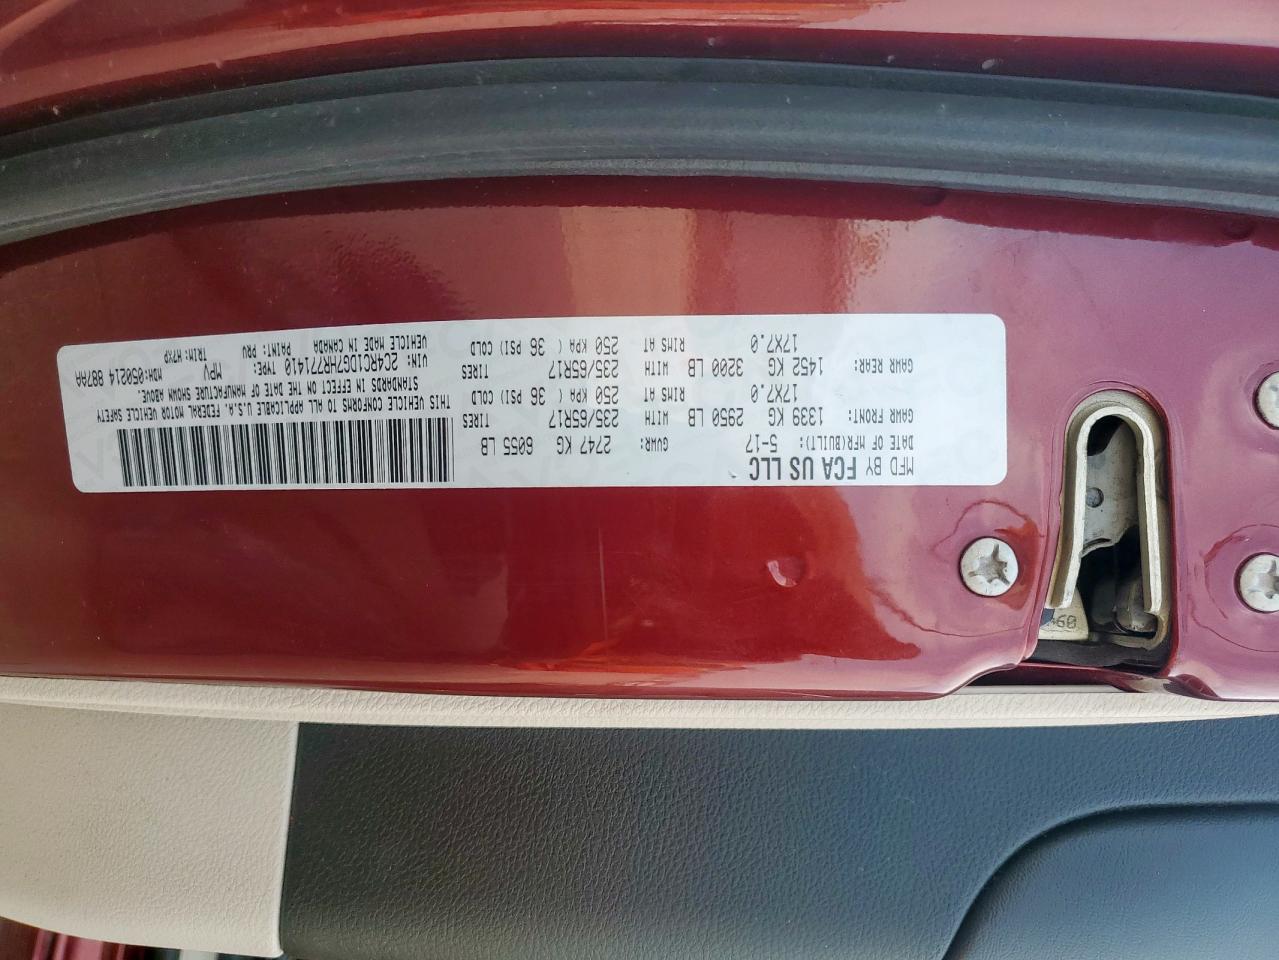 MFD BY FCA US LLC
DATE OF MFR(BUILT): 5-17 GVWR: 2747 KG 6055 LB
GAWR FRONT: 1339 KG 2950 LB WITH 235/65R17 TIRES
17X7.0 RIMS AT 250 KPA ( 36 PSI) COLD
GAWR REAR: 1452 KG 3200 LB WITH 235/65R17 TIRES
17X7.0 RIMS AT 250 KPA ( 36 PSI) COLD
THIS VEHICLE CONFORMS TO ALL APPLICABLE U.S.A. FEDERAL MOTOR VEHICLE SAFETY
STANDARDS IN EFFECT ON THE DATE OF MANUFACTURE SHOWN ABOVE.
VIN: 2C4RC1DG7HR771410 TYPE: MPV MDH:050214 887AA
VEHICLE MADE IN CANADA PAINT: PRV TRIM: H7XP